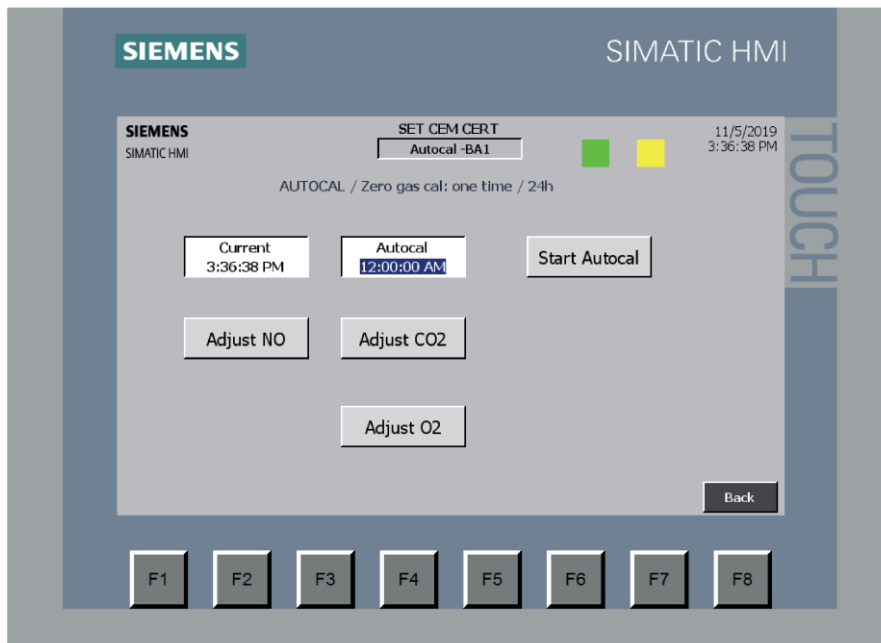 SIEMENS
SIMATIC HMI
TOUCH
SIEMENS
SIMATIC HMI
SET CEM CERT
Autocal -BA1
11/5/2019
3:36:38 PM
AUTOCAL / Zero gas cal: one time / 24h
Current
3:36:38 PM
Autocal
12:00:00 AM
Start Autocal
Adjust NO
Adjust CO2
Adjust O2
Back
F1 F2 F3 F4 F5 F6 F7 F8